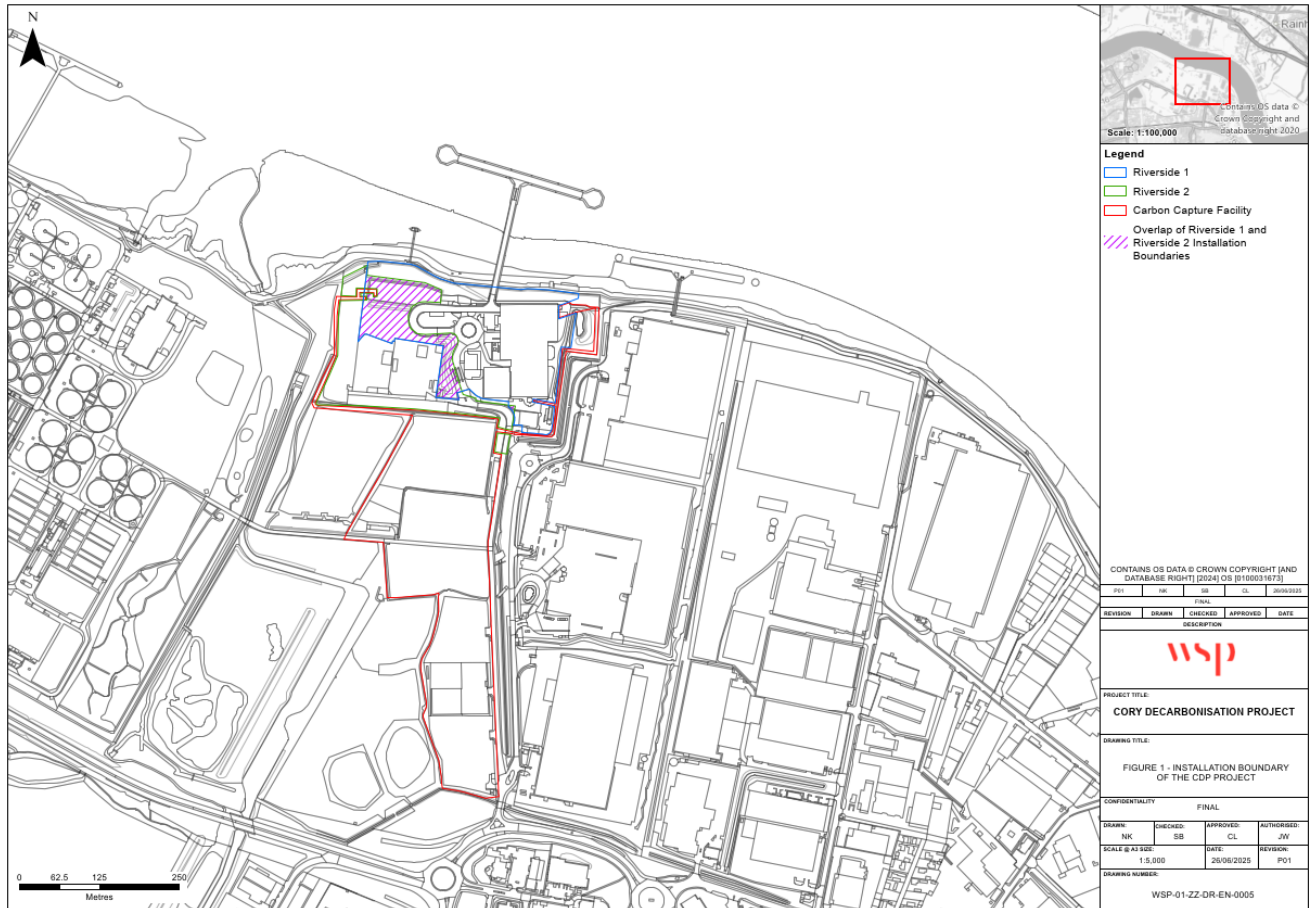 N
Rainh
Contains OS data ©
Crown Copyright and
database right 2020
Scale: 1:100,000
Legend
Riverside 1
Riverside 2
Carbon Capture Facility
Overlap of Riverside 1 and
Riverside 2 Installation
Boundaries
CONTAINS OS DATA © CROWN COPYRIGHT [AND
DATABASE RIGHT] [2024] OS [0100031673]
P01 NK SB CL 26/06/2025
FINAL
REVISION DRAWN CHECKED APPROVED DATE
DESCRIPTION
wsp
PROJECT TITLE:
CORY DECARBONISATION PROJECT
DRAWING TITLE:
FIGURE 1 - INSTALLATION BOUNDARY
OF THE CDP PROJECT
CONFIDENTIALITY
FINAL
DRAWN: CHECKED: APPROVED: AUTHORISED:
NK SB CL JW
SCALE @ A3 SIZE: DATE: REVISION:
1:5,000 26/06/2025 P01
DRAWING NUMBER:
WSP-01-ZZ-DR-EN-0005
0 62.5 125 250
Metres